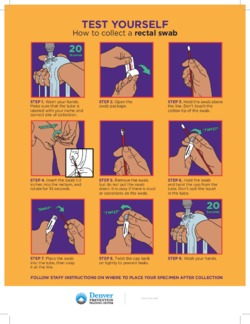 TEST YOURSELF
How to collect a rectal swab
20
SECONDS
STEP 1. Wash your hands.
Make sure that the tube is
labeled with your name and
correct site of collection.
STEP 2. Open the
swab package.
STEP 3. Hold the swab above
the line. Don't touch the
cotton tip of the swab.
STEP 4. Insert the swab 1-2
inches into the rectum, and
rotate for 10 seconds.
STEP 5. Remove the swab
but do not put the swab
down. It is okay if there is stool
or secretions on the swab.
"TWIST"
STEP 6. Hold the swab
and twist the cap from the
tube. Don't spill the liquid
in the tube.
STEP 7. Place the swab
into the tube, then snap
it at the line.
"TWIST"
STEP 8. Twist the cap back
on tightly to prevent leaks.
20
STEP 9. Wash your hands.
FOLLOW STAFF INSTRUCTIONS ON WHERE TO PLACE YOUR SPECIMEN AFTER COLLECTION
Denver
PREVENTION
TRAINING CENTER